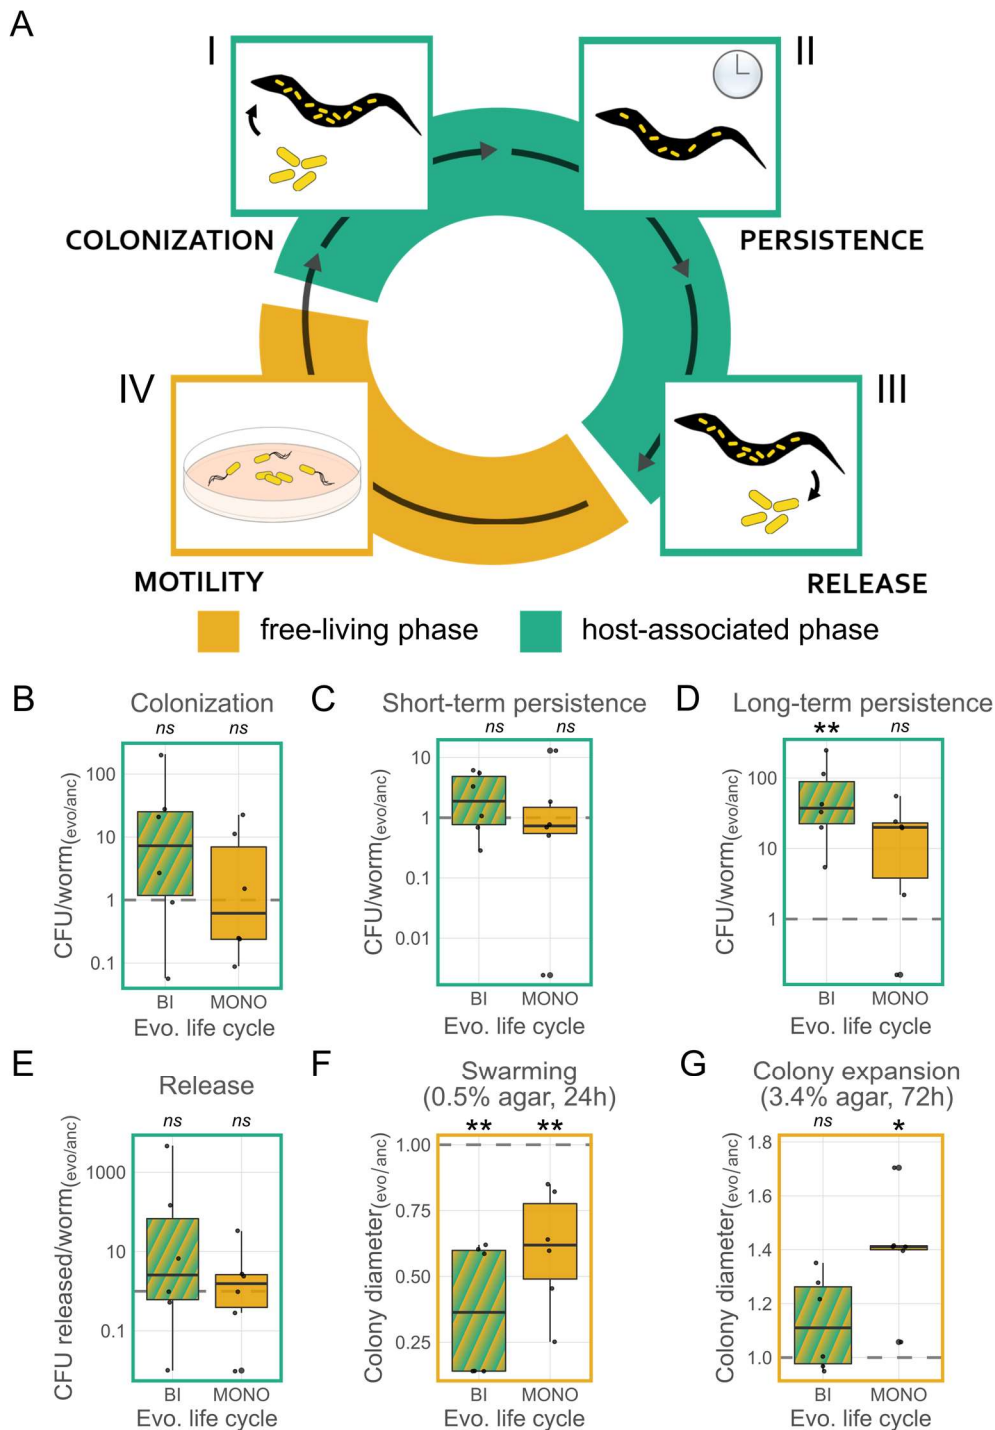 A
I
II
COLONIZATION
PERSISTENCE
IV
III
MOTILITY
RELEASE
free-living phase
host-associated phase
B
Colonization
ns
ns
CFU/worm(evo/anc)
100
10
1
0.1
BI
MONO
Evo. life cycle
C
Short-term persistence
ns
ns
CFU/worm(evo/anc)
10
1
0.1
0.01
BI
MONO
Evo. life cycle
D
Long-term persistence
**
ns
CFU/worm(evo/anc)
100
10
1
BI
MONO
Evo. life cycle
E
Release
ns
ns
CFU released/worm(evo/anc)
1000
10
0.1
BI
MONO
Evo. life cycle
F
Swarming
(0.5% agar, 24h)
**
**
Colony diameter(evo/anc)
1.00
0.75
0.50
0.25
BI
MONO
Evo. life cycle
G
Colony expansion
(3.4% agar, 72h)
ns
*
Colony diameter(evo/anc)
1.8
1.6
1.4
1.2
1.0
BI
MONO
Evo. life cycle